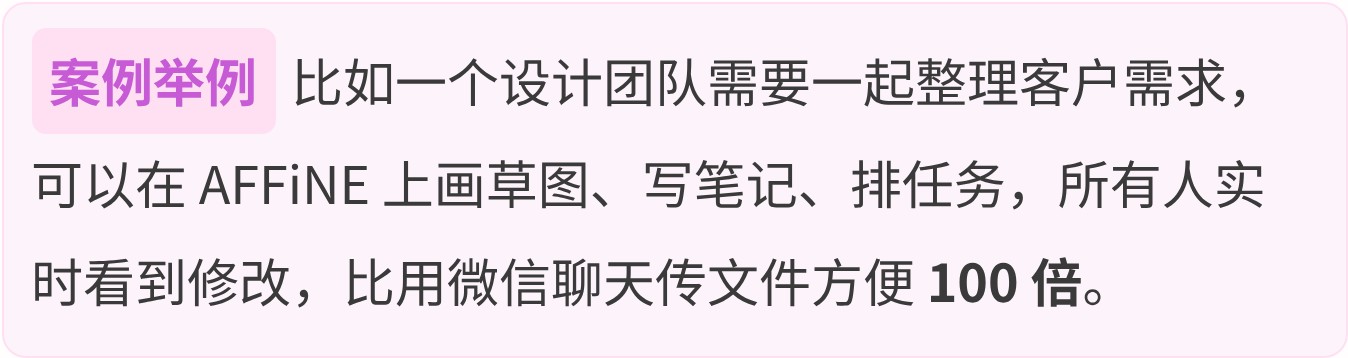 案例举例 比如一个设计团队需要一起整理客户需求，
可以在 AFFiNE 上画草图、写笔记、排任务，所有人实
时看到修改，比用微信聊天传文件方便 100 倍。